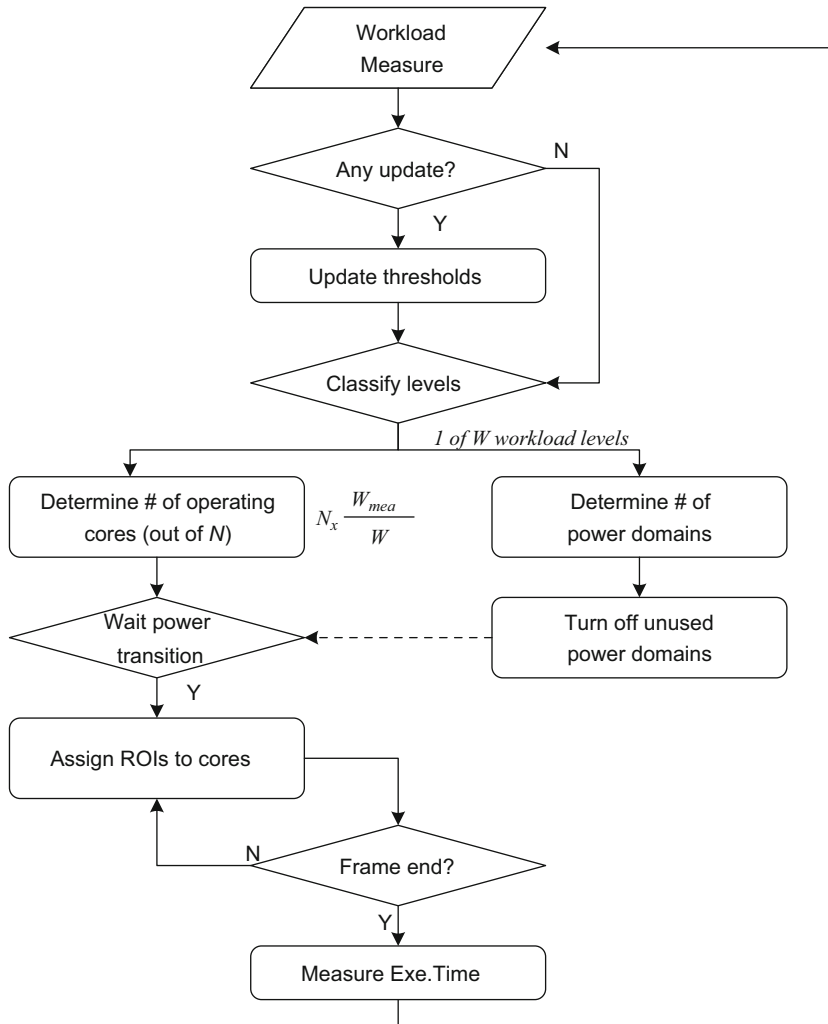 Workload
Measure
Any update?
N
Y
Update thresholds
Classify levels
1 of W workload levels
Determine # of operating
cores (out of N)
N_x W_mea / W
Determine # of
power domains
Wait power
transition
Turn off unused
power domains
Y
Assign ROIs to cores
N
Frame end?
Y
Measure Exe.Time